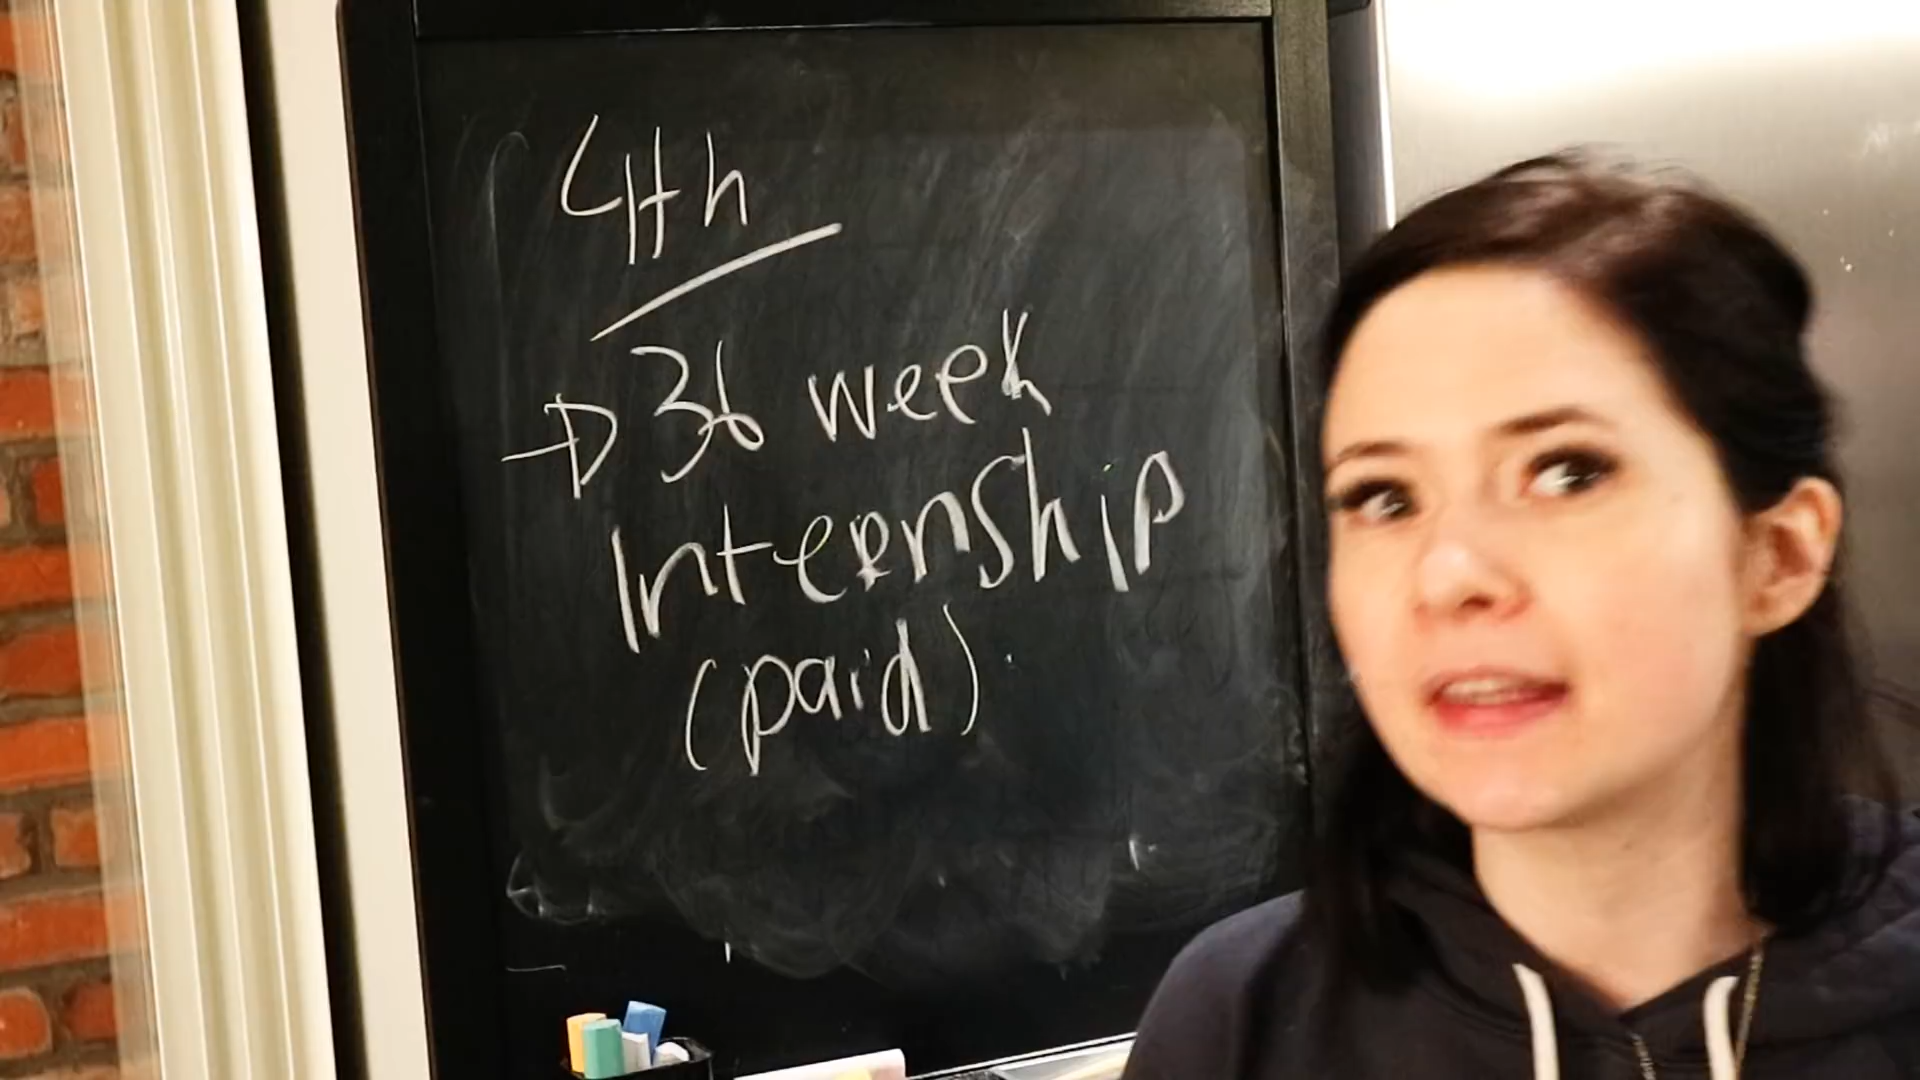 4th
→ 36 week
Internship
(paid)